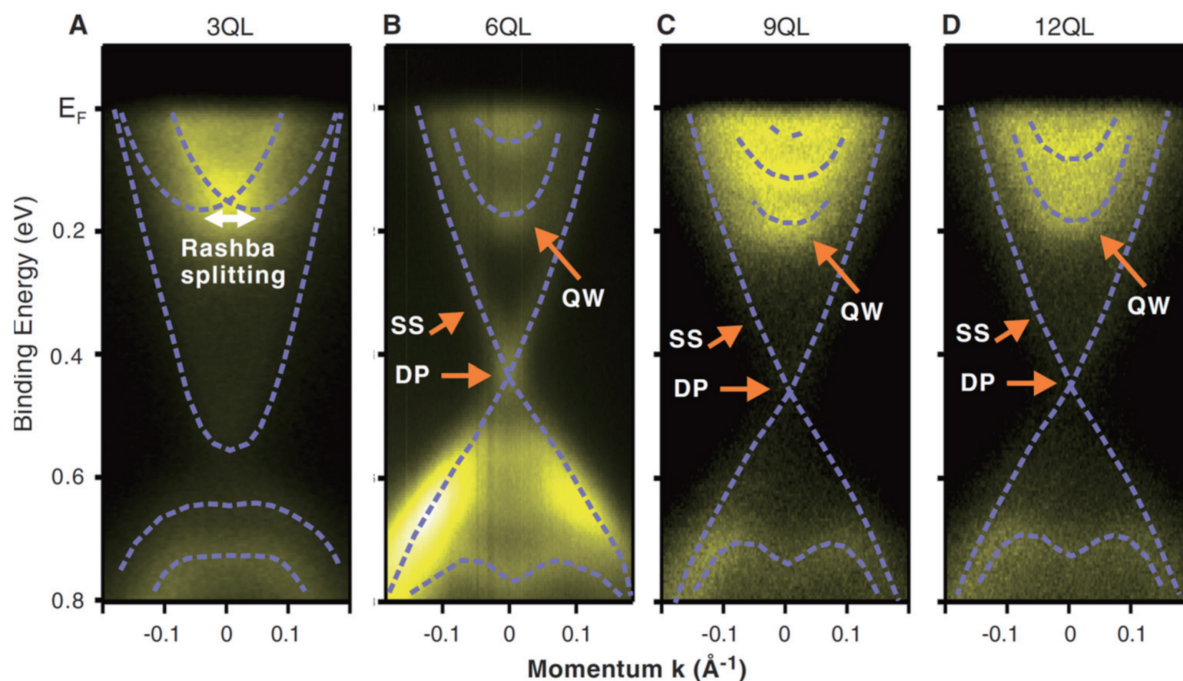 A 3QL
B 6QL
C 9QL
D 12QL
E_F
0.2
0.4
0.6
0.8
Binding Energy (eV)
Rashba
splitting
SS
DP
QW
SS
DP
QW
SS
DP
QW
-0.1 0 0.1
-0.1 0 0.1
-0.1 0 0.1
-0.1 0 0.1
Momentum k (Å⁻¹)